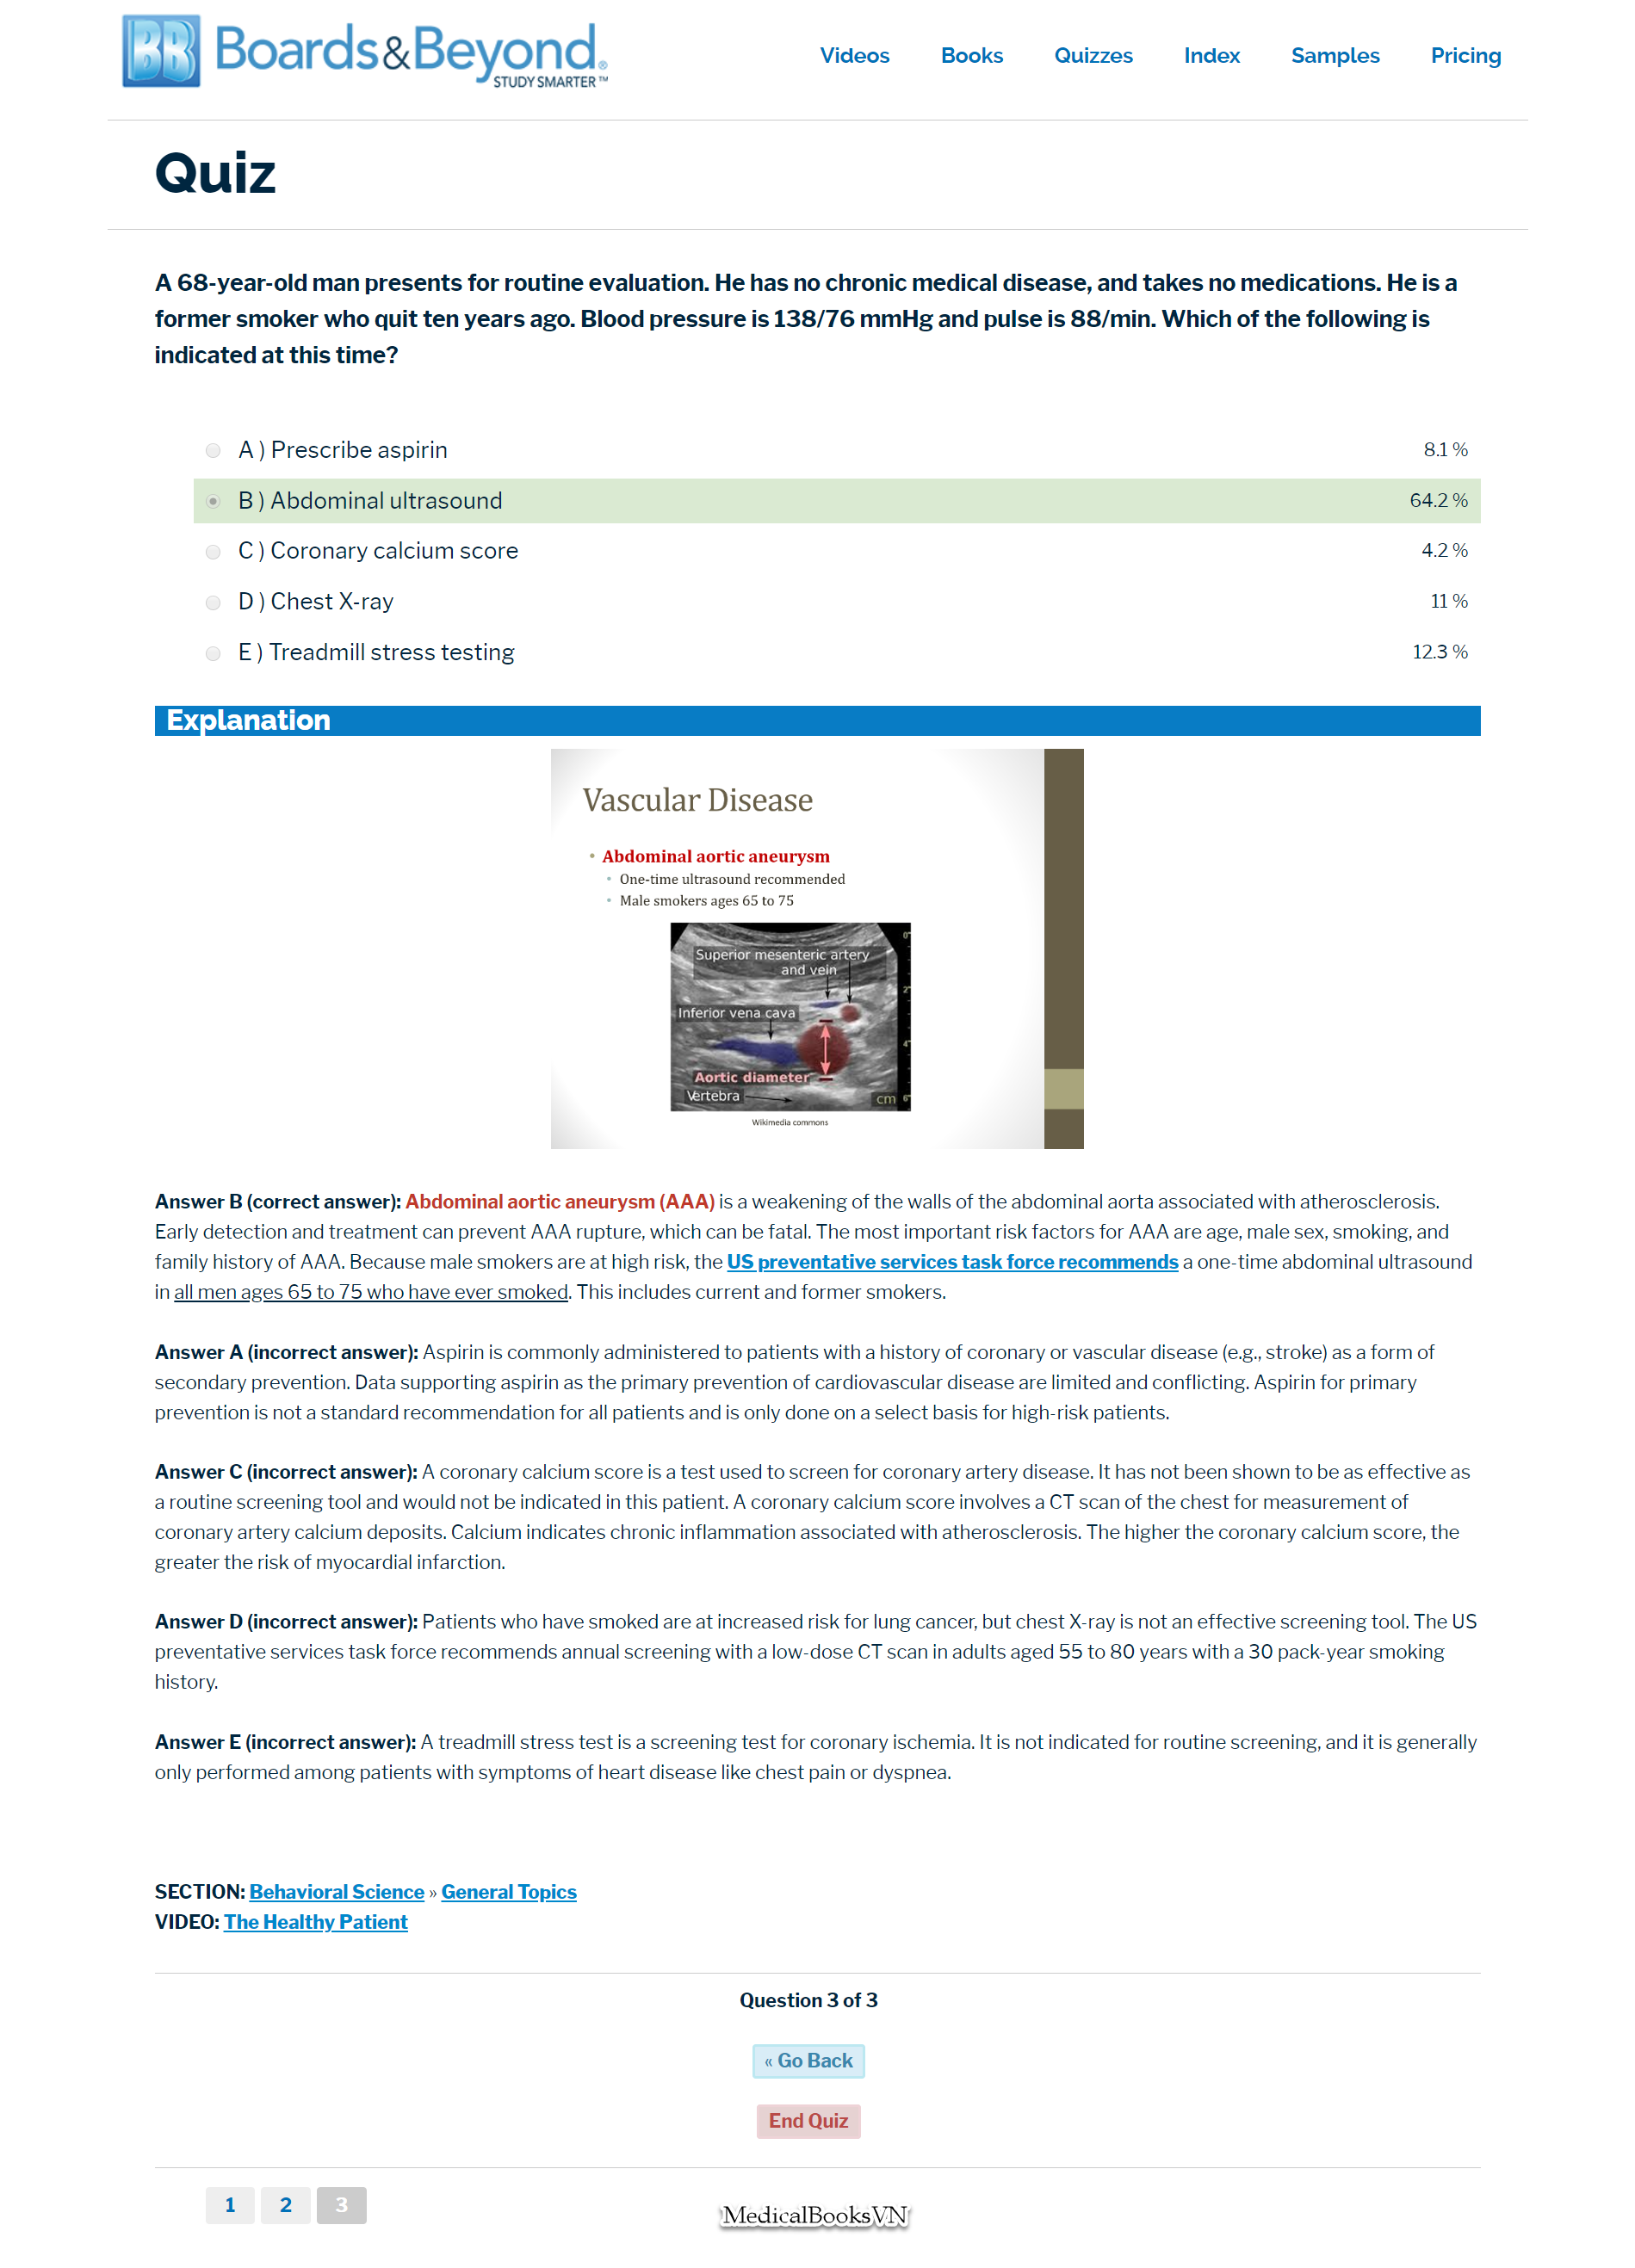 BB Boards&Beyond®
STUDY SMARTER™
Videos Books Quizzes Index Samples Pricing
Quiz
A 68-year-old man presents for routine evaluation. He has no chronic medical disease, and takes no medications. He is a
former smoker who quit ten years ago. Blood pressure is 138/76 mmHg and pulse is 88/min. Which of the following is
indicated at this time?
A ) Prescribe aspirin 8.1 %
B ) Abdominal ultrasound 64.2 %
C ) Coronary calcium score 4.2 %
D ) Chest X-ray 11 %
E ) Treadmill stress testing 12.3 %
Explanation
Vascular Disease
• Abdominal aortic aneurysm
• One-time ultrasound recommended
• Male smokers ages 65 to 75
Superior mesenteric artery
and vein
Inferior vena cava
Aortic diameter
Vertebra
0
2
4
cm 6
Wikimedia commons
Answer B (correct answer): Abdominal aortic aneurysm (AAA) is a weakening of the walls of the abdominal aorta associated with atherosclerosis.
Early detection and treatment can prevent AAA rupture, which can be fatal. The most important risk factors for AAA are age, male sex, smoking, and
family history of AAA. Because male smokers are at high risk, the US preventative services task force recommends a one-time abdominal ultrasound
in all men ages 65 to 75 who have ever smoked. This includes current and former smokers.
Answer A (incorrect answer): Aspirin is commonly administered to patients with a history of coronary or vascular disease (e.g., stroke) as a form of
secondary prevention. Data supporting aspirin as the primary prevention of cardiovascular disease are limited and conflicting. Aspirin for primary
prevention is not a standard recommendation for all patients and is only done on a select basis for high-risk patients.
Answer C (incorrect answer): A coronary calcium score is a test used to screen for coronary artery disease. It has not been shown to be as effective as
a routine screening tool and would not be indicated in this patient. A coronary calcium score involves a CT scan of the chest for measurement of
coronary artery calcium deposits. Calcium indicates chronic inflammation associated with atherosclerosis. The higher the coronary calcium score, the
greater the risk of myocardial infarction.
Answer D (incorrect answer): Patients who have smoked are at increased risk for lung cancer, but chest X-ray is not an effective screening tool. The US
preventative services task force recommends annual screening with a low-dose CT scan in adults aged 55 to 80 years with a 30 pack-year smoking
history.
Answer E (incorrect answer): A treadmill stress test is a screening test for coronary ischemia. It is not indicated for routine screening, and it is generally
only performed among patients with symptoms of heart disease like chest pain or dyspnea.
SECTION: Behavioral Science » General Topics
VIDEO: The Healthy Patient
Question 3 of 3
« Go Back
End Quiz
1 2 3
MedicalBooksVN